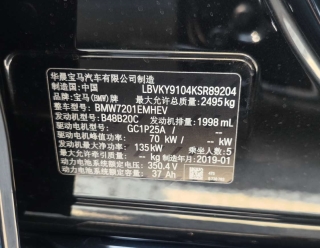 华晨宝马汽车有限公司制造
制造国：中国 LBVKY9104KSR89204
品牌：宝马(BMW)牌 最大允许总质量：2495kg
整车型号：BMW7201EMHEV
发动机型号：B48B20C 发动机排量：1998 mL
驱动电机型号： GC1P25A /
驱动电机峰值功率： 70 kW / kW
发动机最大净功率： 135kW 乘坐人数：5
最大允许牵引质量： - kg 制造年月：2019-01
动力电池系统额定电压： 350.4 V
动力电池系统额定容量： 37 Ah